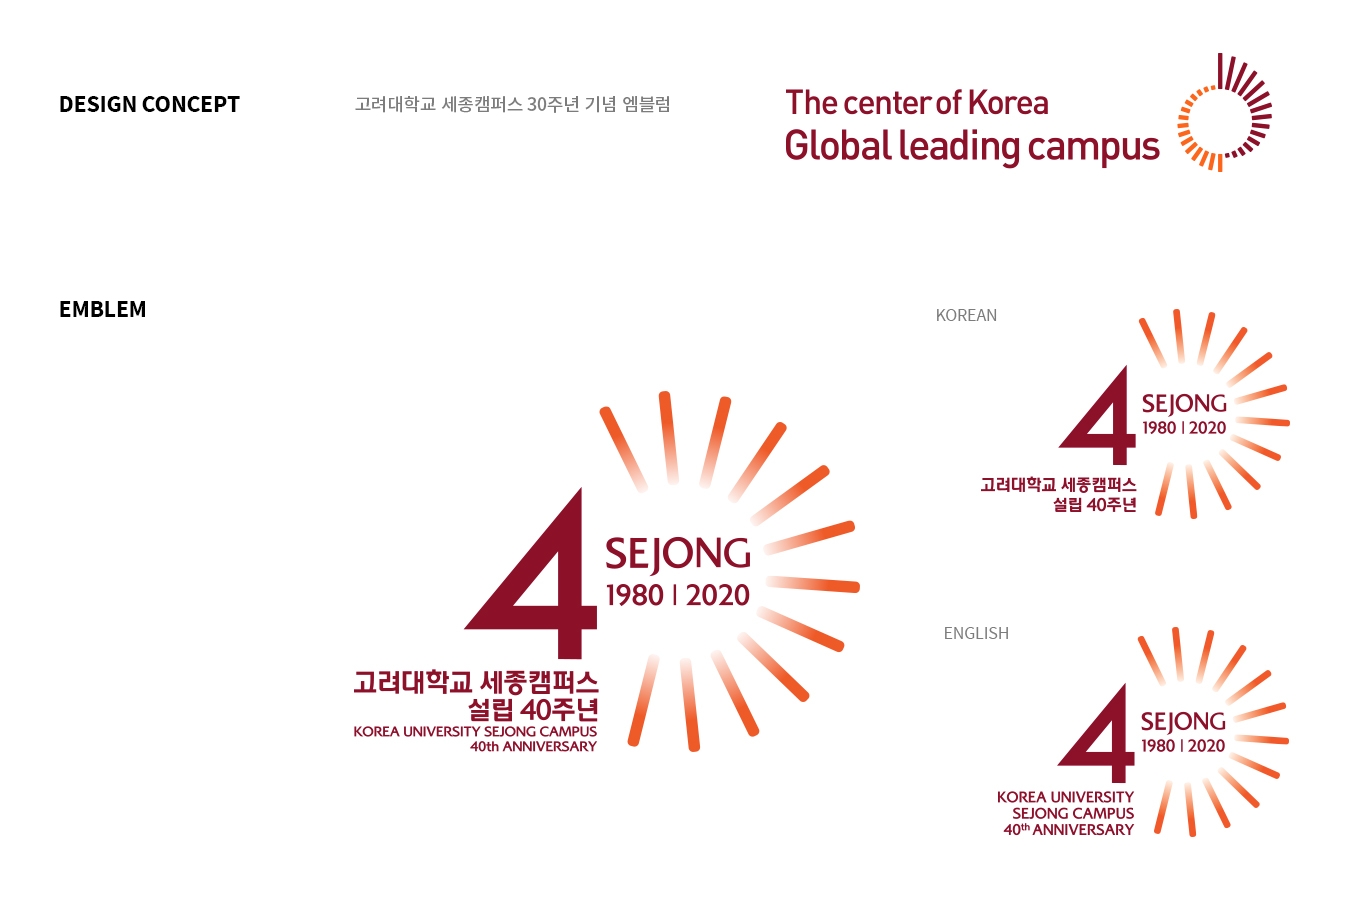 DESIGN CONCEPT
고려대학교 세종캠퍼스 30주년 기념 엠블럼
The center of Korea
Global leading campus
EMBLEM
4
SEJONG
1980 | 2020
고려대학교 세종캠퍼스
설립 40주년
KOREA UNIVERSITY SEJONG CAMPUS
40th ANNIVERSARY
KOREAN
4
SEJONG
1980 | 2020
고려대학교 세종캠퍼스
설립 40주년
ENGLISH
4
SEJONG
1980 | 2020
KOREA UNIVERSITY
SEJONG CAMPUS
40th ANNIVERSARY